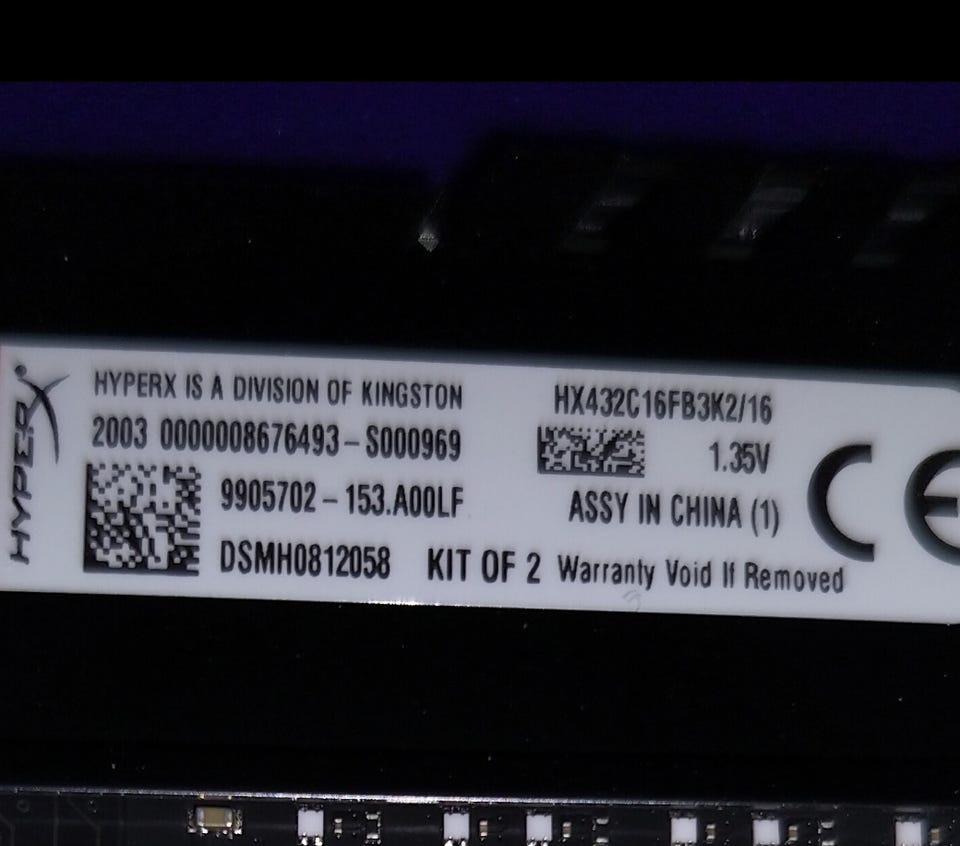 HYPERX
HYPERX IS A DIVISION OF KINGSTON
2003 0000008676493-S000969
9905702-153.A00LF
DSMH0812058 KIT OF 2 Warranty Void If Removed
HX432C16FB3K2/16
1.35V
ASSY IN CHINA (1)
CE